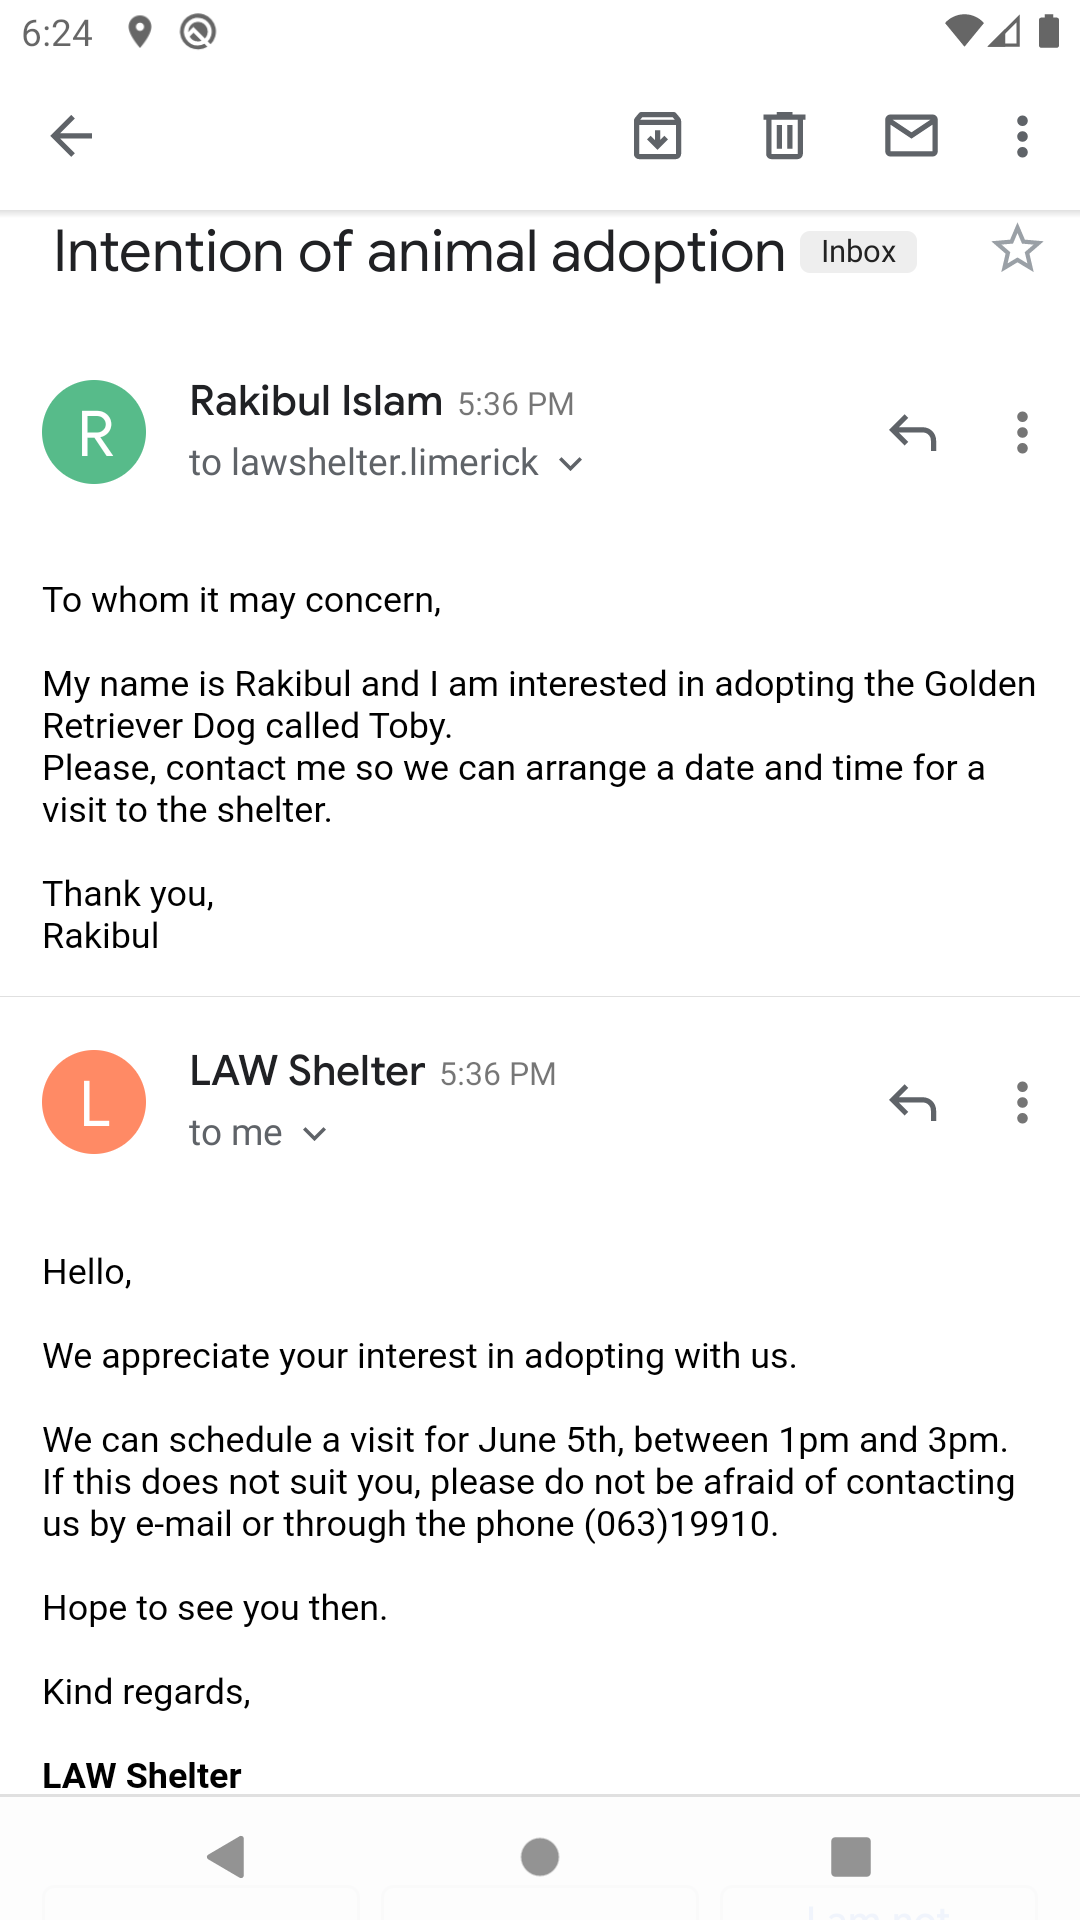 6:24
Intention of animal adoption Inbox
R
Rakibul Islam 5:36 PM
to lawshelter.limerick
To whom it may concern,
My name is Rakibul and I am interested in adopting the Golden
Retriever Dog called Toby.
Please, contact me so we can arrange a date and time for a
visit to the shelter.
Thank you,
Rakibul
L
LAW Shelter 5:36 PM
to me
Hello,
We appreciate your interest in adopting with us.
We can schedule a visit for June 5th, between 1pm and 3pm.
If this does not suit you, please do not be afraid of contacting
us by e-mail or through the phone (063)19910.
Hope to see you then.
Kind regards,
LAW Shelter
I am not